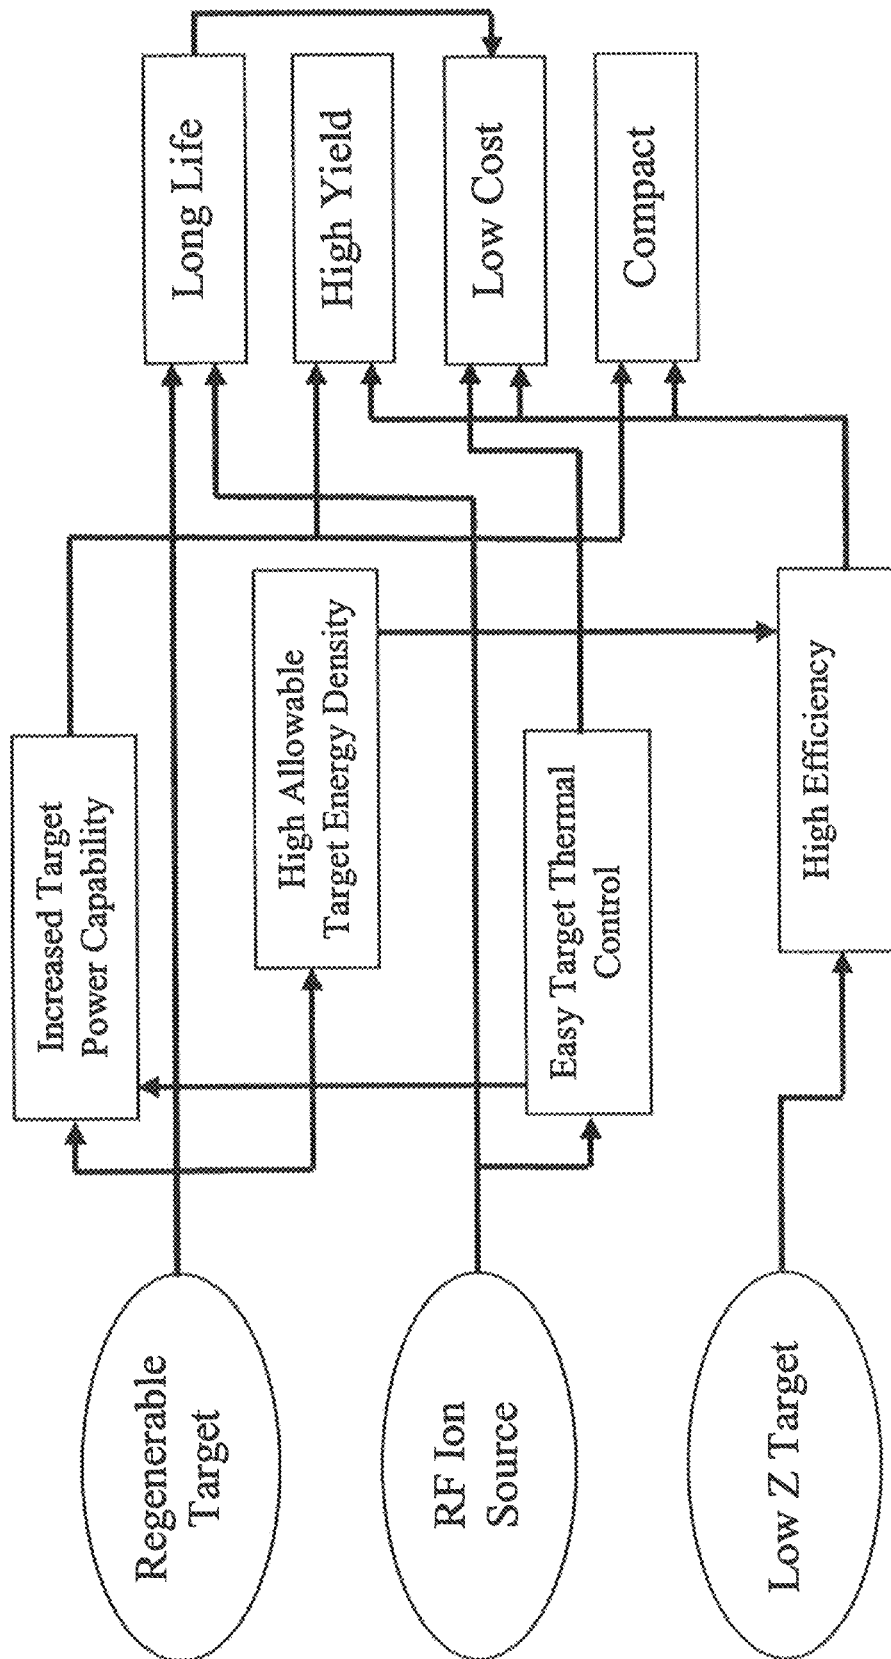 Regenerable
Target
RF Ion
Source
Low Z Target
Increased Target
Power Capability
High Allowable
Target Energy Density
Easy Target Thermal
Control
High Efficiency
Long Life
High Yield
Low Cost
Compact